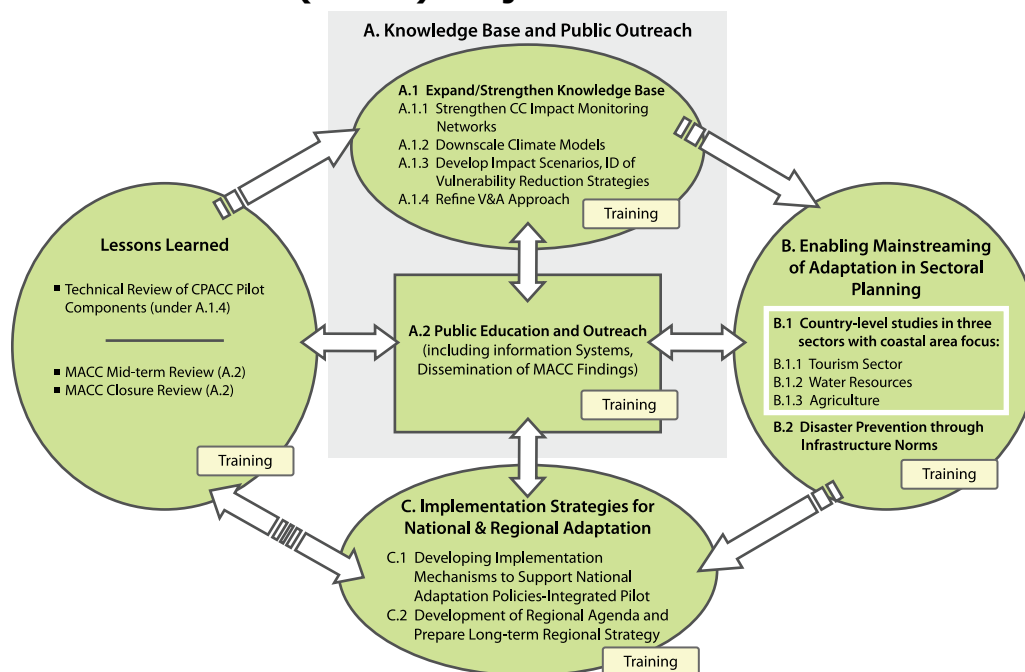 A. Knowledge Base and Public Outreach
A.1 Expand/Strengthen Knowledge Base
A.1.1 Strengthen CC Impact Monitoring
Networks
A.1.2 Downscale Climate Models
A.1.3 Develop Impact Scenarios, ID of
Vulnerability Reduction Strategies
A.1.4 Refine V&A Approach
Training
Lessons Learned
▪ Technical Review of CPACC Pilot
Components (under A.1.4)
▪ MACC Mid-term Review (A.2)
▪ MACC Closure Review (A.2)
Training
A.2 Public Education and Outreach
(including information Systems,
Dissemination of MACC Findings)
Training
B. Enabling Mainstreaming
of Adaptation in Sectoral
Planning
B.1 Country-level studies in three
sectors with coastal area focus:
B.1.1 Tourism Sector
B.1.2 Water Resources
B.1.3 Agriculture
B.2 Disaster Prevention through
Infrastructure Norms
Training
C. Implementation Strategies for
National & Regional Adaptation
C.1 Developing Implementation
Mechanisms to Support National
Adaptation Policies-Integrated Pilot
C.2 Development of Regional Agenda and
Prepare Long-term Regional Strategy
Training